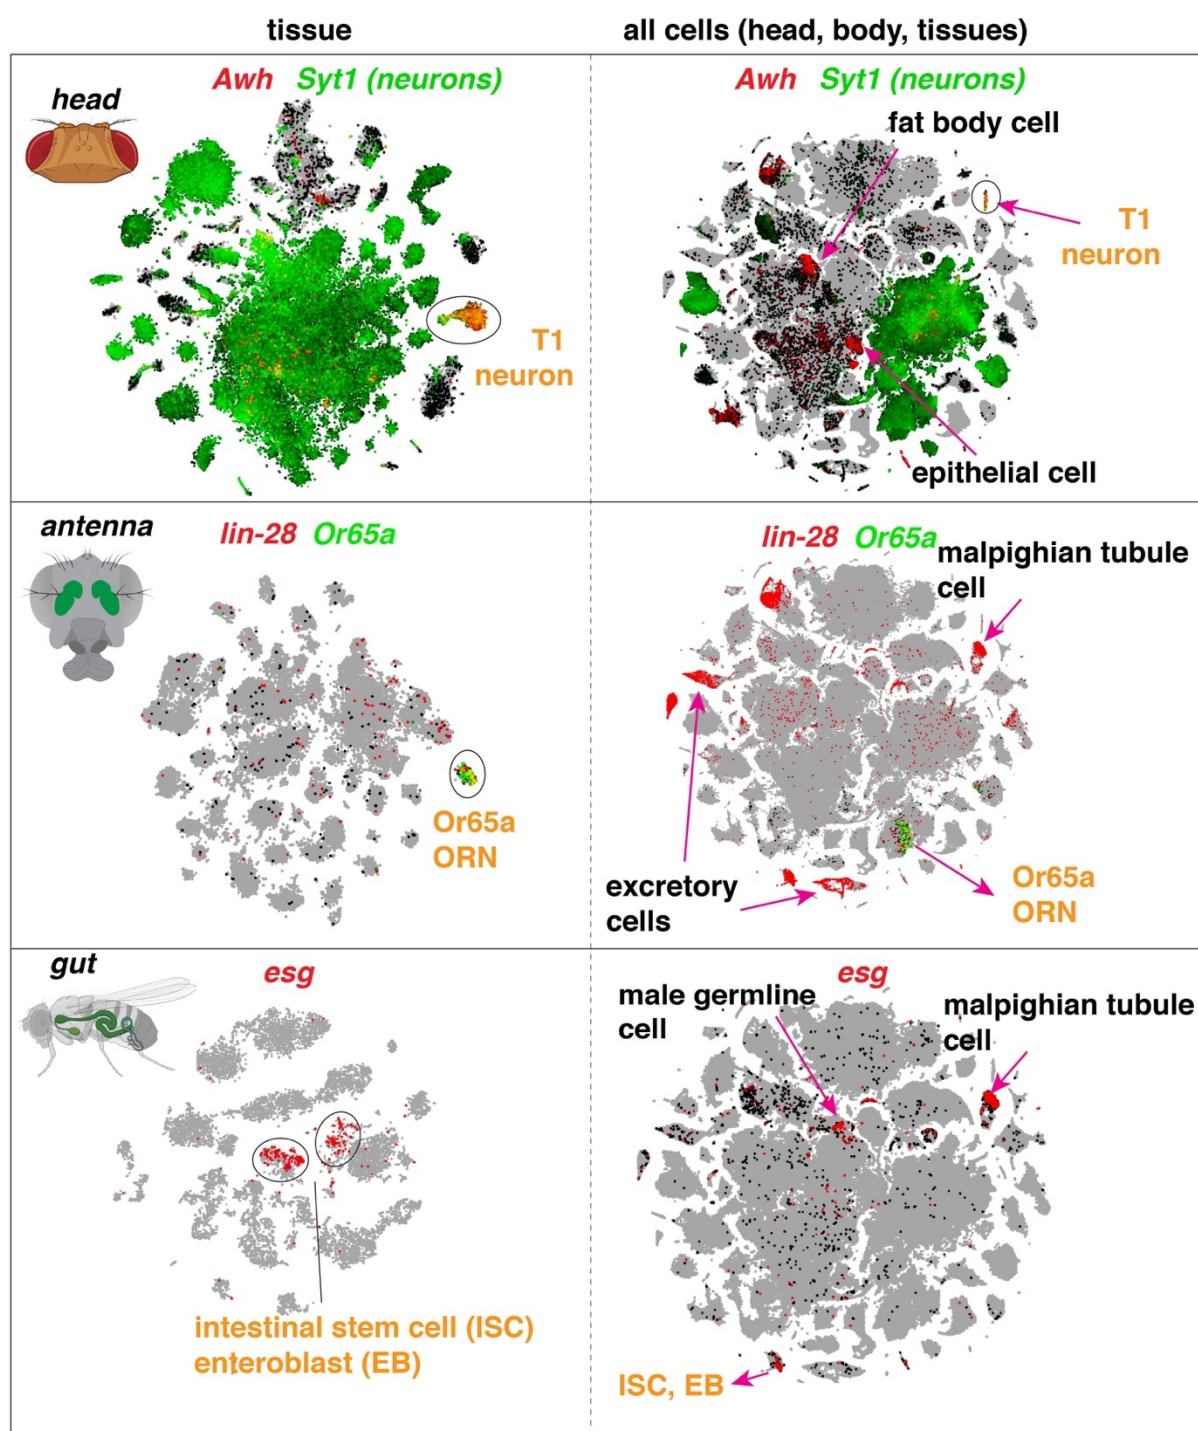 tissue
all cells (head, body, tissues)
head
Awh Syt1 (neurons)
T1
neuron
Awh Syt1 (neurons)
fat body cell
T1
neuron
epithelial cell
antenna
lin-28 Or65a
Or65a
ORN
lin-28 Or65a
malpighian tubule
cell
excretory
cells
Or65a
ORN
gut
esg
intestinal stem cell (ISC)
enteroblast (EB)
esg
male germline
cell
malpighian tubule
cell
ISC, EB